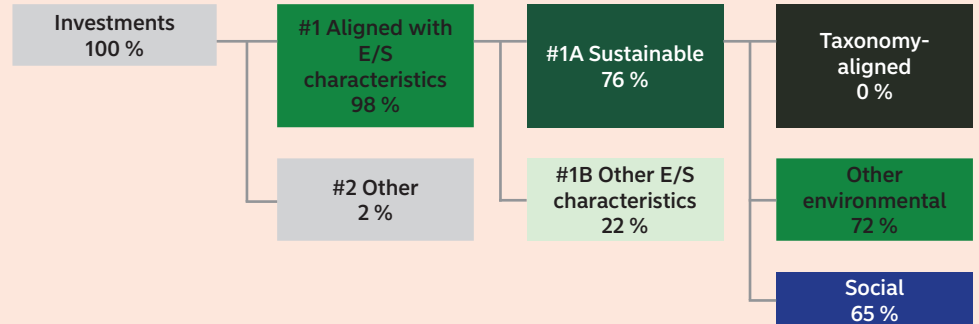 Investments
100 %
#1 Aligned with
E/S
characteristics
98 %
#2 Other
2 %
#1A Sustainable
76 %
#1B Other E/S
characteristics
22 %
Taxonomy-
aligned
0 %
Other
environmental
72 %
Social
65 %